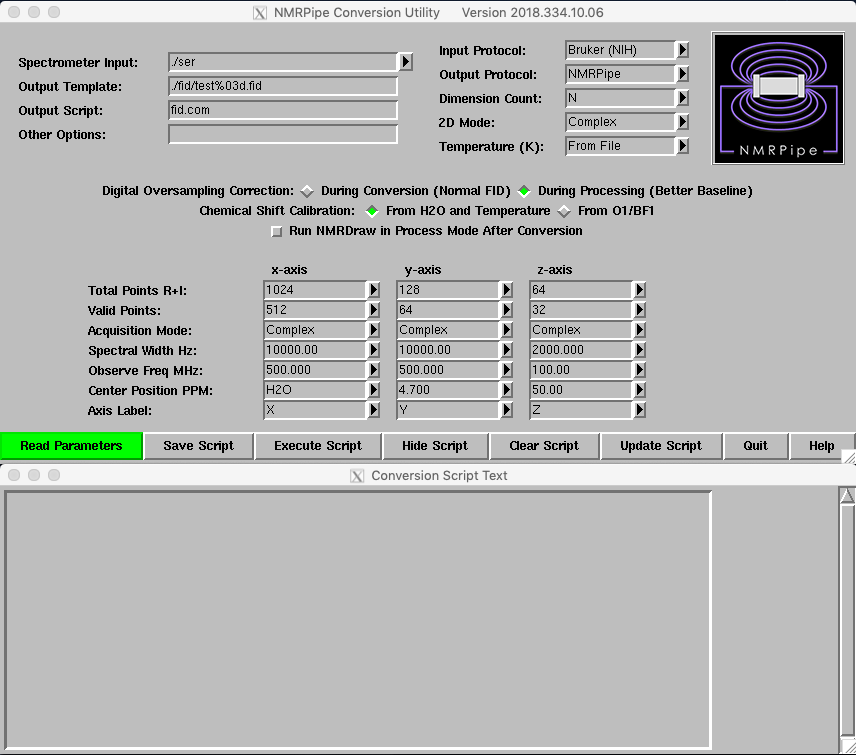 NMRPipe Conversion Utility Version 2018.334.10.06
Spectrometer Input: ./ser
Output Template: ./fid/test%03d.fid
Output Script: fid.com
Other Options:
Input Protocol: Bruker (NIH)
Output Protocol: NMRPipe
Dimension Count: N
2D Mode: Complex
Temperature (K): From File
NMRPipe
Digital Oversampling Correction: During Conversion (Normal FID) During Processing (Better Baseline)
Chemical Shift Calibration: From H2O and Temperature From O1/BF1
Run NMRDraw in Process Mode After Conversion
x-axis y-axis z-axis
Total Points R+I: 1024 128 64
Valid Points: 512 64 32
Acquisition Mode: Complex Complex Complex
Spectral Width Hz: 10000.00 10000.00 2000.000
Observe Freq MHz: 500.000 500.000 100.00
Center Position PPM: H2O 4.700 50.00
Axis Label: X Y Z
Read Parameters Save Script Execute Script Hide Script Clear Script Update Script Quit Help
Conversion Script Text